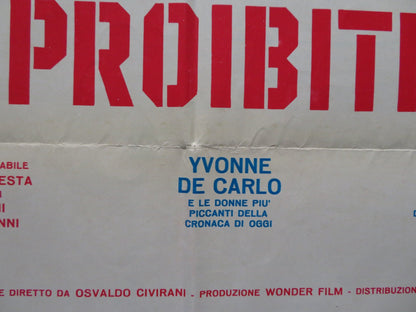 PROIBITI
ABILE
ESTA
I
NNI
YVONNE
DE CARLO
E LE DONNE PIU'
PICCANTI DELLA
CRONACA DI OGGI
E DIRETTO DA OSVALDO CIVIRANI - PRODUZIONE WONDER FILM - DISTRIBUZION